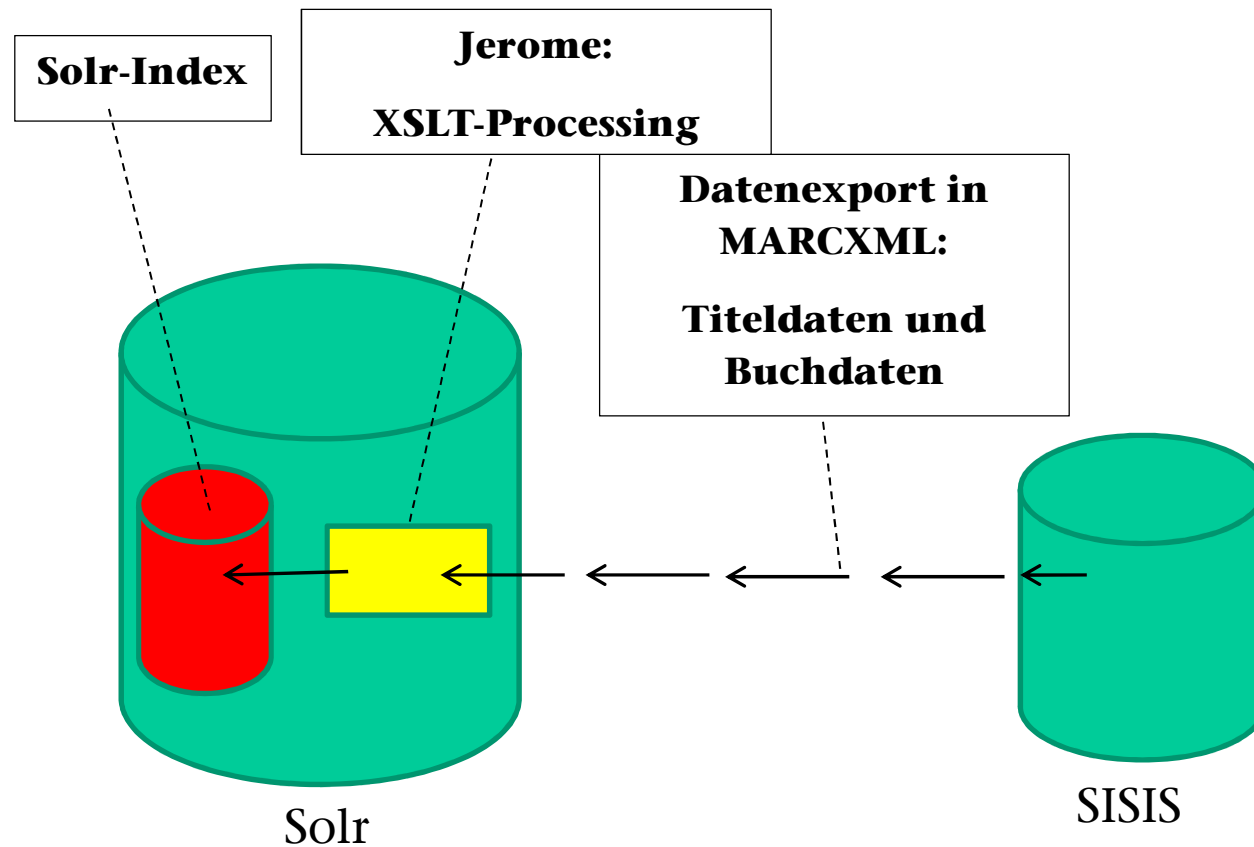 Solr-Index
Jerome:
XSLT-Processing
Datenexport in
MARCXML:
Titeldaten und
Buchdaten
Solr
SISIS